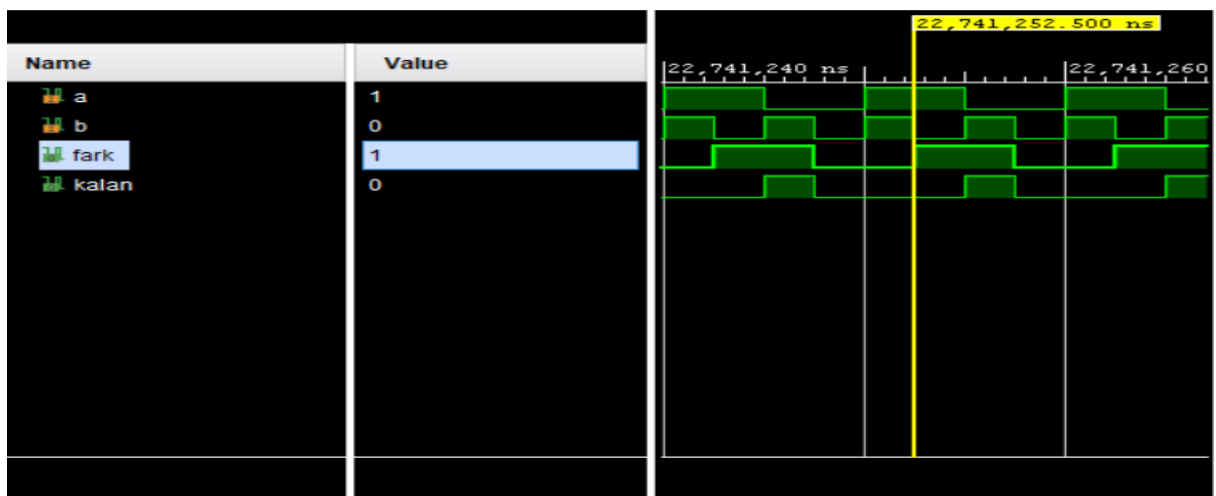 22,741,252.500 ns
Name Value
22,741,240 ns 22,741,260
a 1
b 0
fark 1
kalan 0